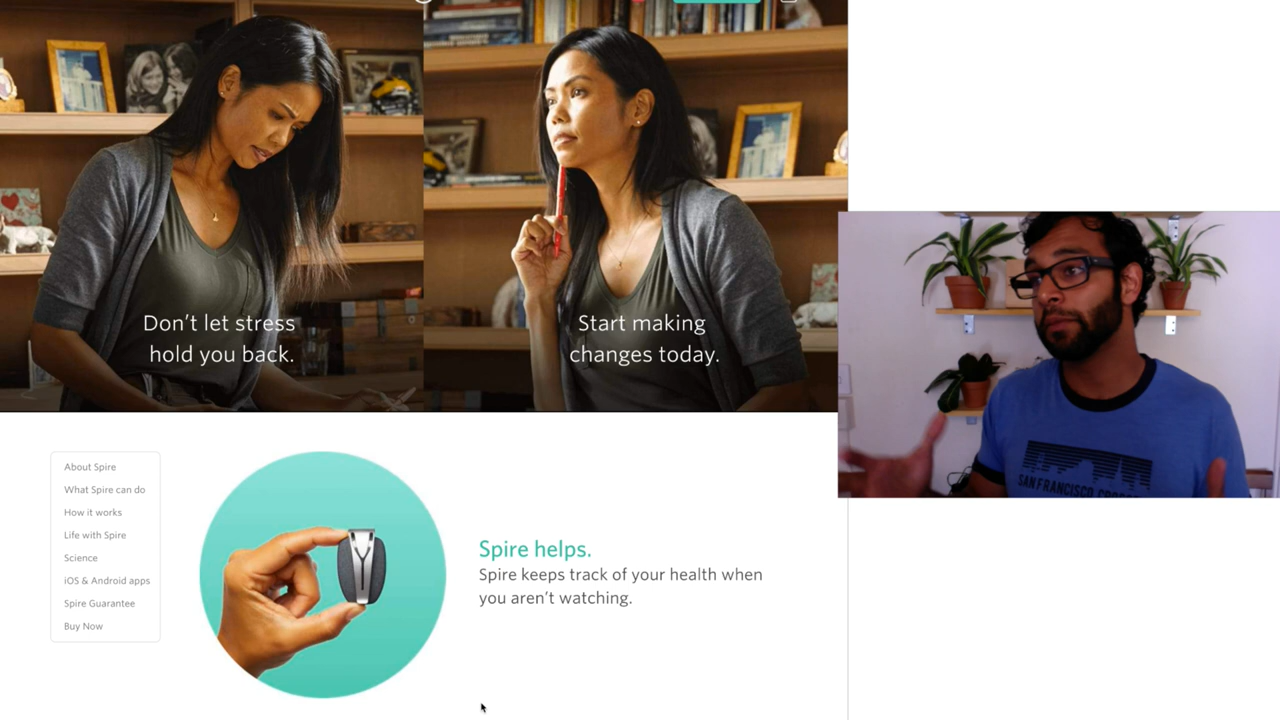 Don't let stress
hold you back.
Start making
changes today.
About Spire
What Spire can do
How it works
Life with Spire
Science
iOS & Android apps
Spire Guarantee
Buy Now
Spire helps.
Spire keeps track of your health when
you aren't watching.
SAN FRANCISCO